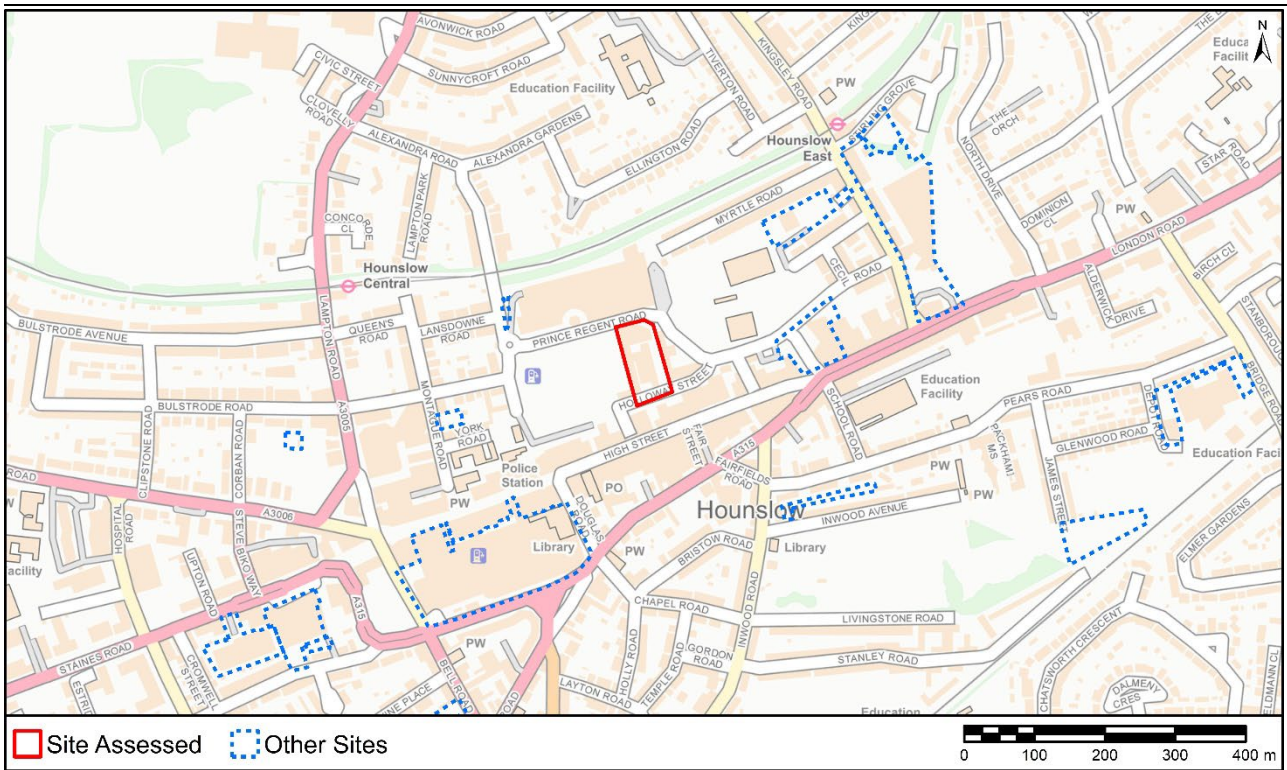 AVONWICK ROAD
CIVIC STREET
SUNNYCROFT ROAD
CLOVELLY
ROAD
Education Facility
ALEXANDRA ROAD
ALEXANDRA GARDENS
ELLINGTON ROAD
TIVERTON ROAD
KINGSLEY ROAD
PW
N
STIRLING GROVE
Hounslow
East
THE ORCH
NORTH DRIVE
STAR
ROAD
DOMINION
CL
PW
LONDON ROAD
LAMPTON PARK
ROAD
CONCO
RDE
CL
MYRTLE ROAD
Hounslow
Central
CECIL
ROAD
BULSTRODE AVENUE
QUEEN'S
ROAD
LANSDOWNE
ROAD
PRINCE REGENT ROAD
LAMPTON ROAD
A3005
ALDERWICK
DRIVE
BIRCH CL
BRIDGE ROAD
HIGH STREET
BULSTRODE ROAD
MONTAGUE ROAD
YORK
ROAD
CLIPSTONE ROAD
CORBAN ROAD
Education
Facility
SCHOOL ROAD
PEARS ROAD
PACKHAM
MS
GLENWOOD ROAD
JAMES STREET
FAIR
STREET
A315
FAIRFIELDS
ROAD
Police
Station
PO
PW
ROAD
A3006
HOSPITAL
ROAD
STEVE BIKO WAY
Library
DOUGLAS
ROAD
Hounslow
PW
INWOOD AVENUE
PW
Library
BRISTON ROAD
ELMER GARDENS
UPTON ROAD
A315
PW
CHAPEL ROAD
INWOOD ROAD
LIVINGSTONE ROAD
STAINES ROAD
CROMWELL
STREET
PW
BELL ROAD
HOLLY ROAD
TEMPLE ROAD
GORDON
ROAD
STANLEY ROAD
LAYTON ROAD
CHATSWORTH CRESCENT
DALMENY
CRES
Education
Site Assessed
Other Sites
0 100 200 300 400 m